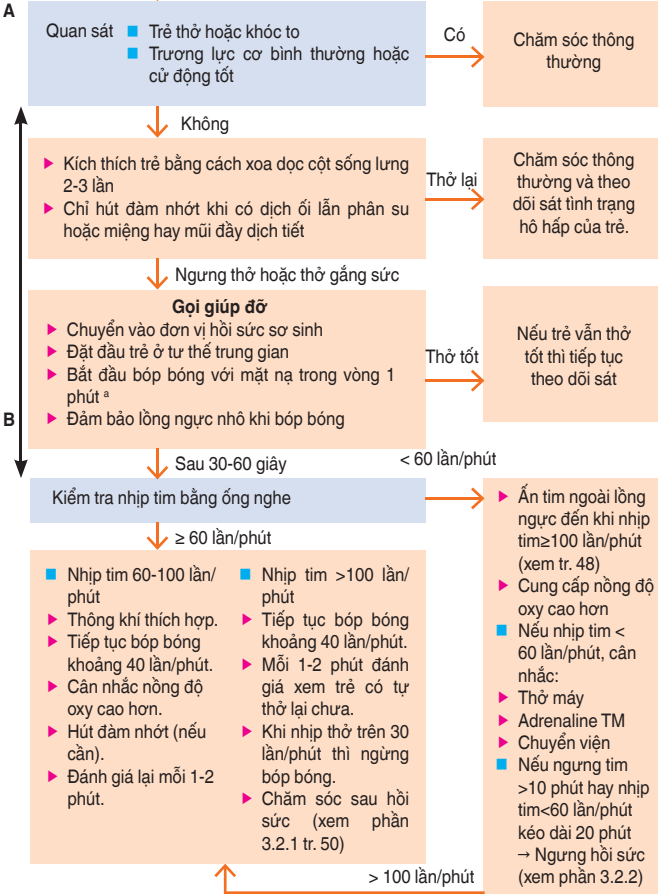 A
Quan sát ■ Trẻ thở hoặc khóc to
■ Trương lực cơ bình thường hoặc
cử động tốt
Có
Chăm sóc thông
thường
Không
▶ Kích thích trẻ bằng cách xoa dọc cột sống lưng
2-3 lần
▶ Chỉ hút đàm nhớt khi có dịch ối lẫn phân su
hoặc miệng hay mũi đầy dịch tiết
Thở lại
Chăm sóc thông
thường và theo
dõi sát tình trạng
hô hấp của trẻ.
Ngưng thở hoặc thở gắng sức
Gọi giúp đỡ
▶ Chuyển vào đơn vị hồi sức sơ sinh
▶ Đặt đầu trẻ ở tư thế trung gian
▶ Bắt đầu bóp bóng với mặt nạ trong vòng 1
phút ª
▶ Đảm bảo lồng ngực nhô khi bóp bóng
Thở tốt
Nếu trẻ vẫn thở
tốt thì tiếp tục
theo dõi sát
B
Sau 30-60 giây
< 60 lần/phút
Kiểm tra nhịp tim bằng ống nghe
≥ 60 lần/phút
■ Nhịp tim 60-100 lần/
phút
▶ Thông khí thích hợp.
▶ Tiếp tục bóp bóng
khoảng 40 lần/phút.
▶ Cân nhắc nồng độ
oxy cao hơn.
▶ Hút đàm nhớt (nếu
cần).
▶ Đánh giá lại mỗi 1-2
phút.
■ Nhịp tim >100 lần/
phút
▶ Tiếp tục bóp bóng
khoảng 40 lần/phút.
▶ Mỗi 1-2 phút đánh
giá xem trẻ có tự
thở lại chưa.
▶ Khi nhịp thở trên 30
lần/phút thì ngừng
bóp bóng.
▶ Chăm sóc sau hồi
sức (xem phần
3.2.1 tr. 50)
▶ Ấn tim ngoài lồng
ngực đến khi nhịp
tim≥100 lần/phút
(xem tr. 48)
▶ Cung cấp nồng độ
oxy cao hơn
■ Nếu nhịp tim <
60 lần/phút, cân
nhắc:
▶ Thở máy
▶ Adrenaline TM
▶ Chuyển viện
■ Nếu ngưng tim
>10 phút hay nhịp
tim<60 lần/phút
kéo dài 20 phút
→ Ngưng hồi sức
(xem phần 3.2.2)
> 100 lần/phút